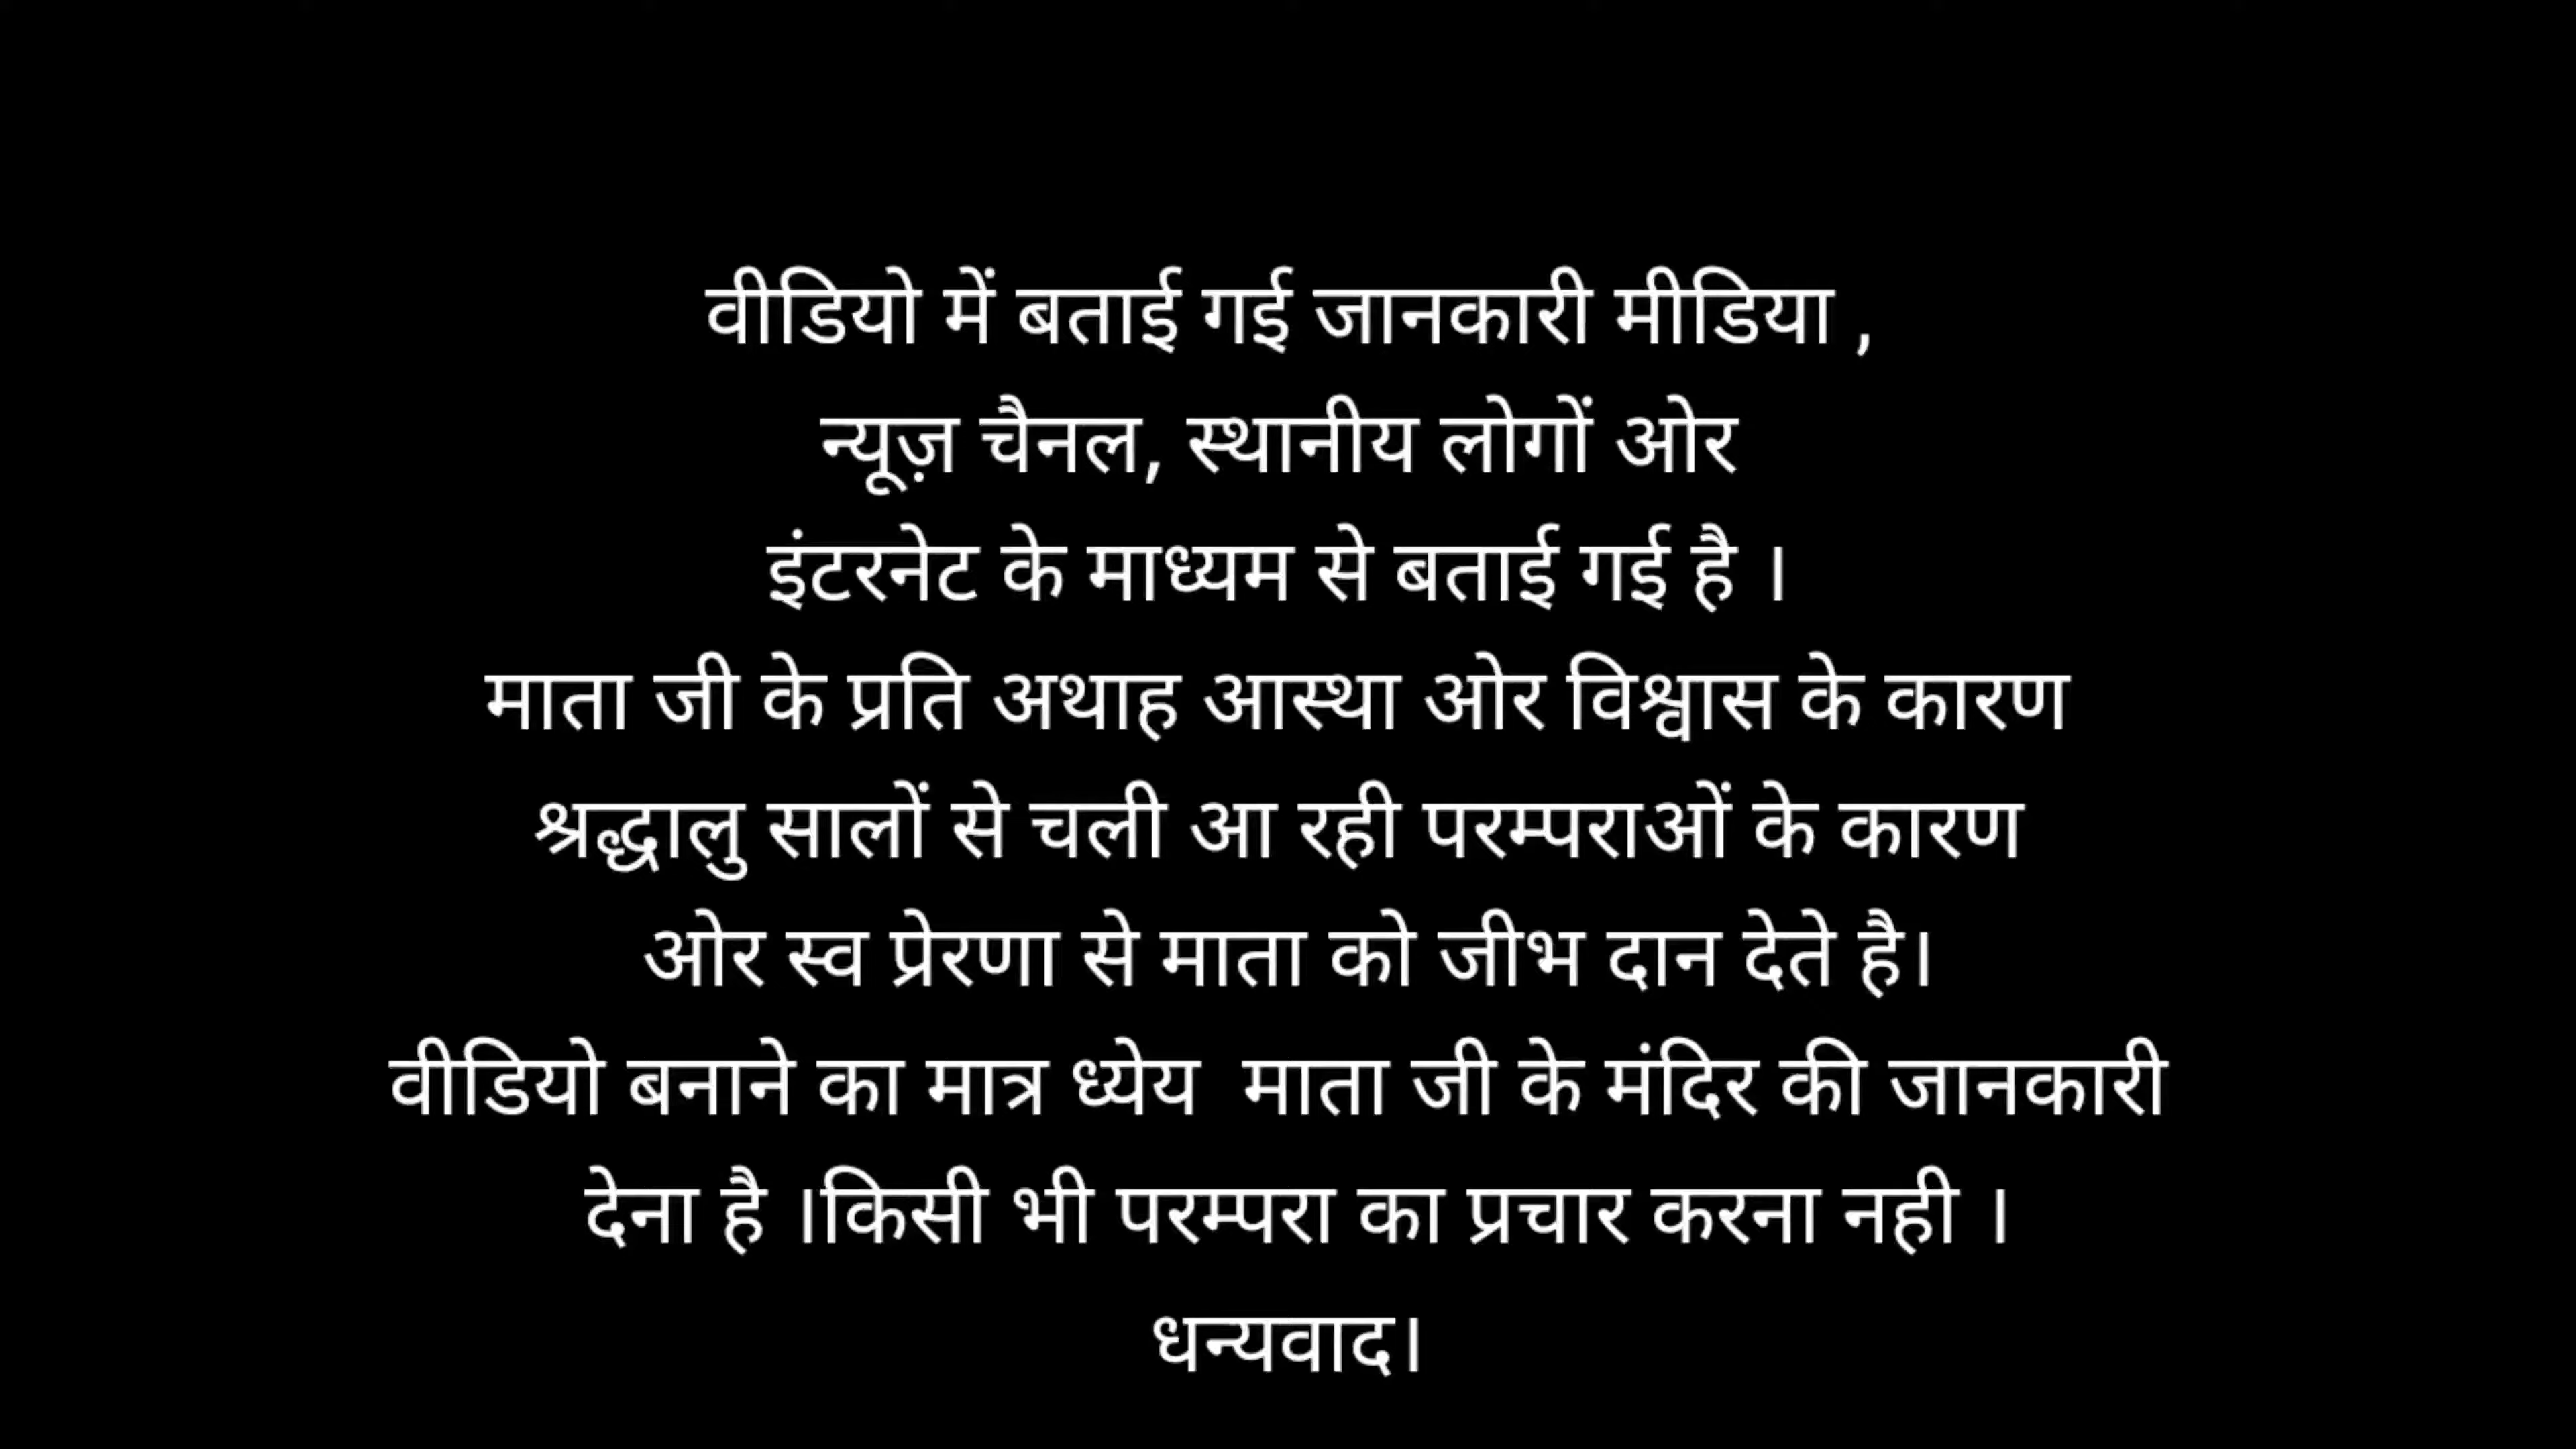 वीडियो में बताई गई जानकारी मीडिया ,
न्यूज़ चैनल, स्थानीय लोगों ओर
इंटरनेट के माध्यम से बताई गई है ।
माता जी के प्रति अथाह आस्था ओर विश्वास के कारण
श्रद्धालु सालों से चली आ रही परम्पराओं के कारण
ओर स्व प्रेरणा से माता को जीभ दान देते है।
वीडियो बनाने का मात्र ध्येय  माता जी के मंदिर की जानकारी
देना है ।किसी भी परम्परा का प्रचार करना नही ।
धन्यवाद।